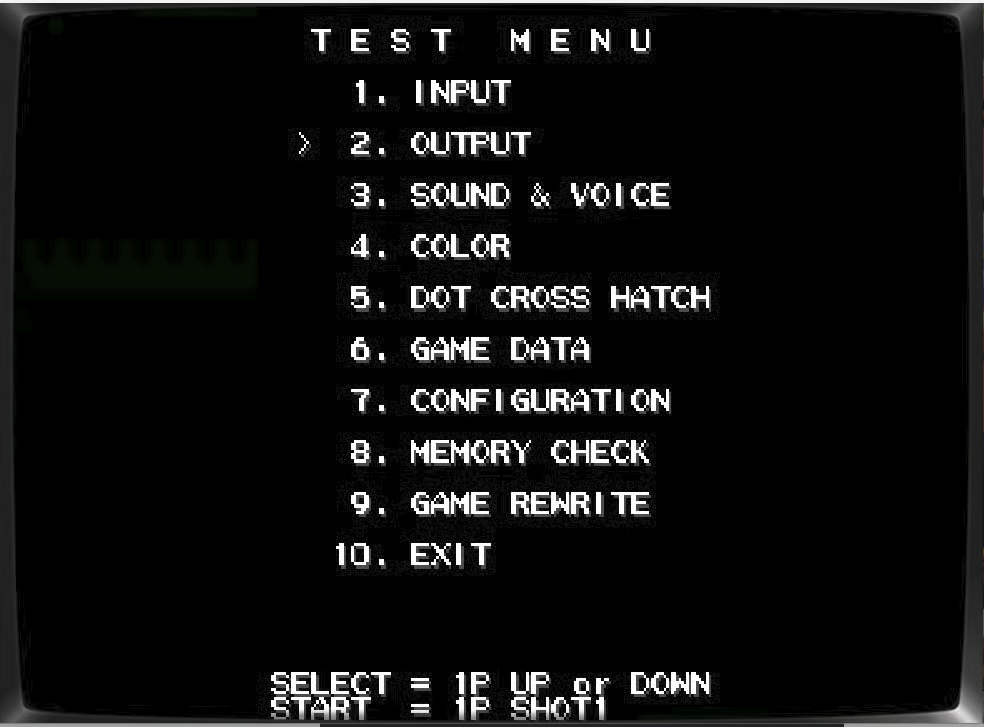 TEST MENU
1. INPUT
> 2. OUTPUT
3. SOUND & VOICE
4. COLOR
5. DOT CROSS HATCH
6. GAME DATA
7. CONFIGURATION
8. MEMORY CHECK
9. GAME REWRITE
10. EXIT
SELECT = 1P UP or DOWN
START = 1P SHOT1